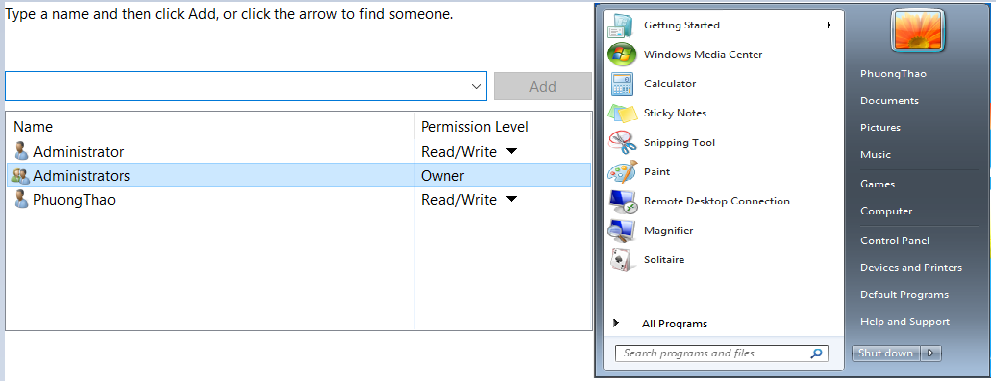 Type a name and then click Add, or click the arrow to find someone.
Add
Name Permission Level
Administrator Read/Write
Administrators Owner
PhuongThao Read/Write
Getting Started
Windows Media Center
Calculator
Sticky Notes
Snipping Tool
Paint
Remote Desktop Connection
Magnifier
Solitaire
All Programs
Search programs and files
PhuongThao
Documents
Pictures
Music
Games
Computer
Control Panel
Devices and Printers
Default Programs
Help and Support
Shut down